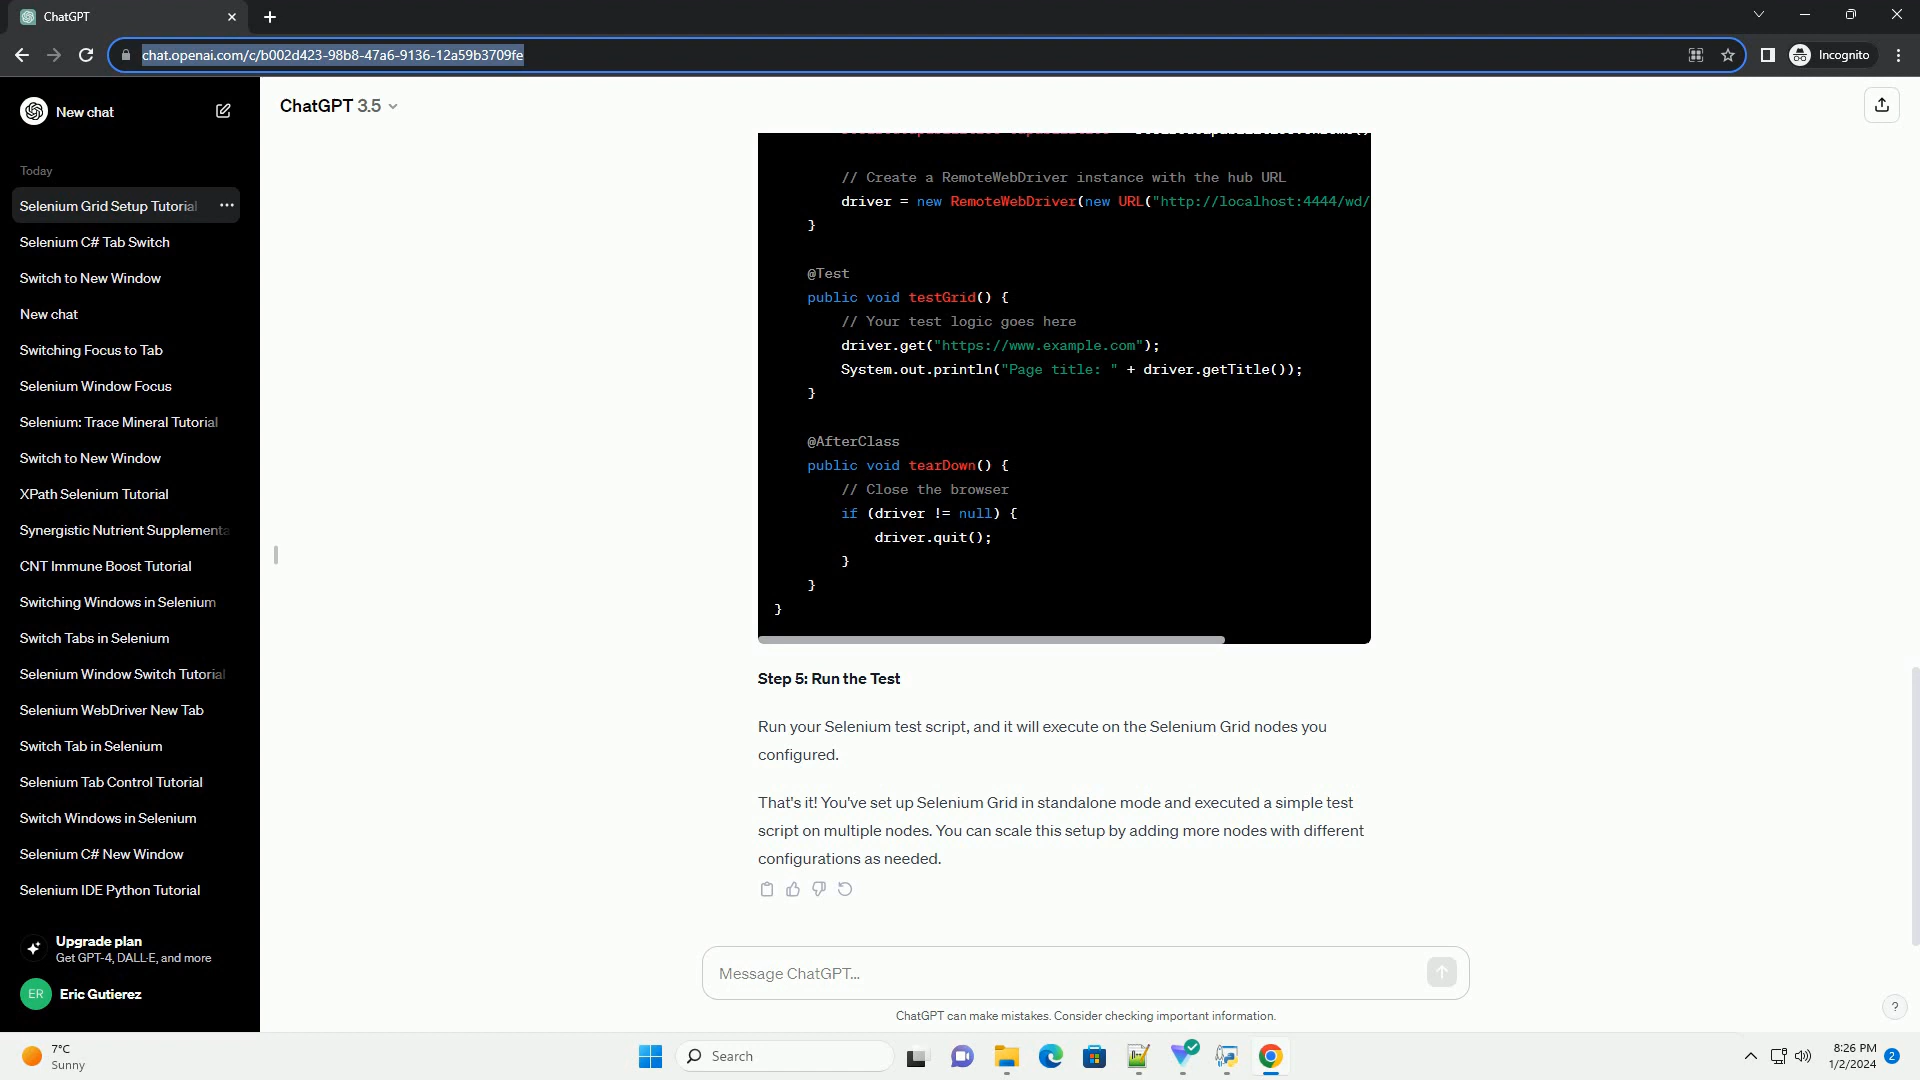 ChatGPT
chat.openai.com/c/b002d423-98b8-47a6-9136-12a59b3709fe
Incognito
New chat
Today
Selenium Grid Setup Tutorial
Selenium C# Tab Switch
Switch to New Window
New chat
Switching Focus to Tab
Selenium Window Focus
Selenium: Trace Mineral Tutorial
Switch to New Window
XPath Selenium Tutorial
Synergistic Nutrient Supplementa
CNT Immune Boost Tutorial
Switching Windows in Selenium
Switch Tabs in Selenium
Selenium Window Switch Tutorial
Selenium WebDriver New Tab
Switch Tab in Selenium
Selenium Tab Control Tutorial
Switch Windows in Selenium
Selenium C# New Window
Selenium IDE Python Tutorial
Upgrade plan
Get GPT-4, DALL·E, and more
ER
Eric Gutierez
ChatGPT 3.5
// Create a RemoteWebDriver instance with the hub URL
driver = new RemoteWebDriver(new URL("http://localhost:4444/wd/
}
@Test
public void testGrid() {
// Your test logic goes here
driver.get("https://www.example.com");
System.out.println("Page title: " + driver.getTitle());
}
@AfterClass
public void tearDown() {
// Close the browser
if (driver != null) {
driver.quit();
}
}
}
Step 5: Run the Test
Run your Selenium test script, and it will execute on the Selenium Grid nodes you
configured.
That's it! You've set up Selenium Grid in standalone mode and executed a simple test
script on multiple nodes. You can scale this setup by adding more nodes with different
configurations as needed.
Message ChatGPT...
ChatGPT can make mistakes. Consider checking important information.
?
7°C
Sunny
Search
8:26 PM
1/2/2024
2